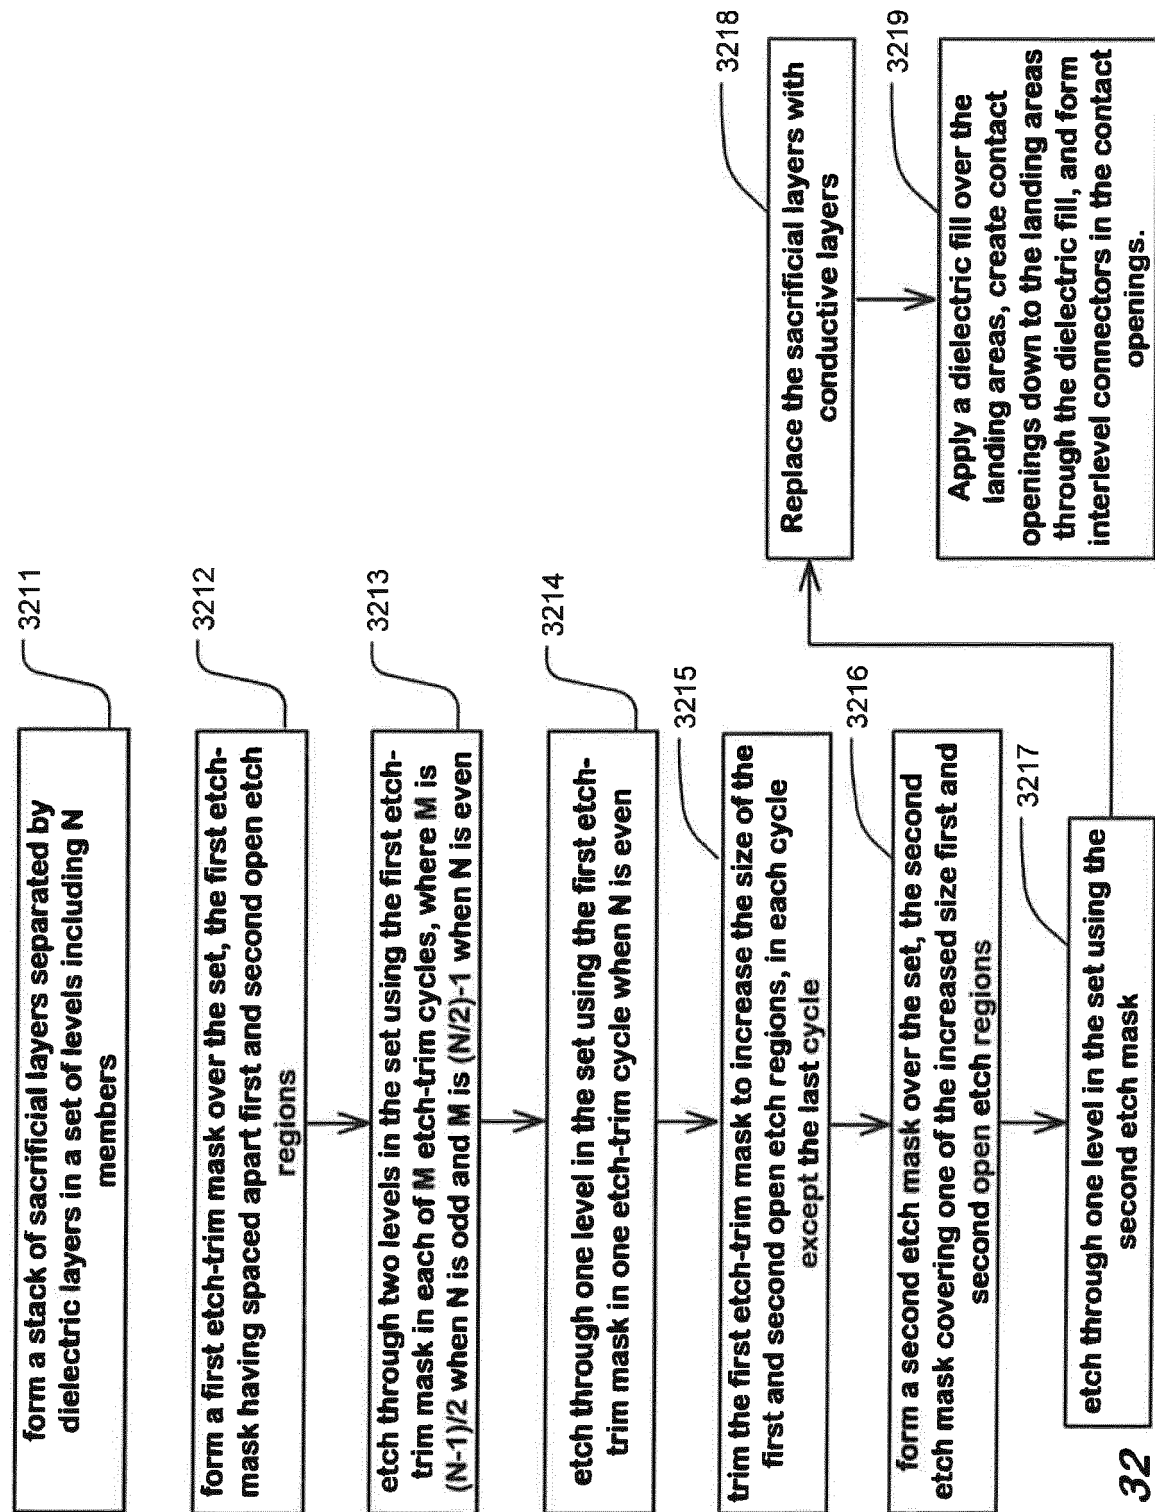 3211
form a stack of sacrificial layers separated by
dielectric layers in a set of levels including N
members
3212
form a first etch-trim mask over the set, the first etch-
mask having spaced apart first and second open etch
regions
3213
etch through two levels in the set using the first etch-
trim mask in each of M etch-trim cycles, where M is
(N-1)/2 when N is odd and M is (N/2)-1 when N is even
3214
etch through one level in the set using the first etch-
trim mask in one etch-trim cycle when N is even
3215
trim the first etch-trim mask to increase the size of the
first and second open etch regions, in each cycle
except the last cycle
3216
form a second etch mask over the set, the second
etch mask covering one of the increased size first and
second open etch regions
3217
etch through one level in the set using the
second etch mask
3218
Replace the sacrificial layers with
conductive layers
3219
Apply a dielectric fill over the
landing areas, create contact
openings down to the landing areas
through the dielectric fill, and form
interlevel connectors in the contact
openings.
32